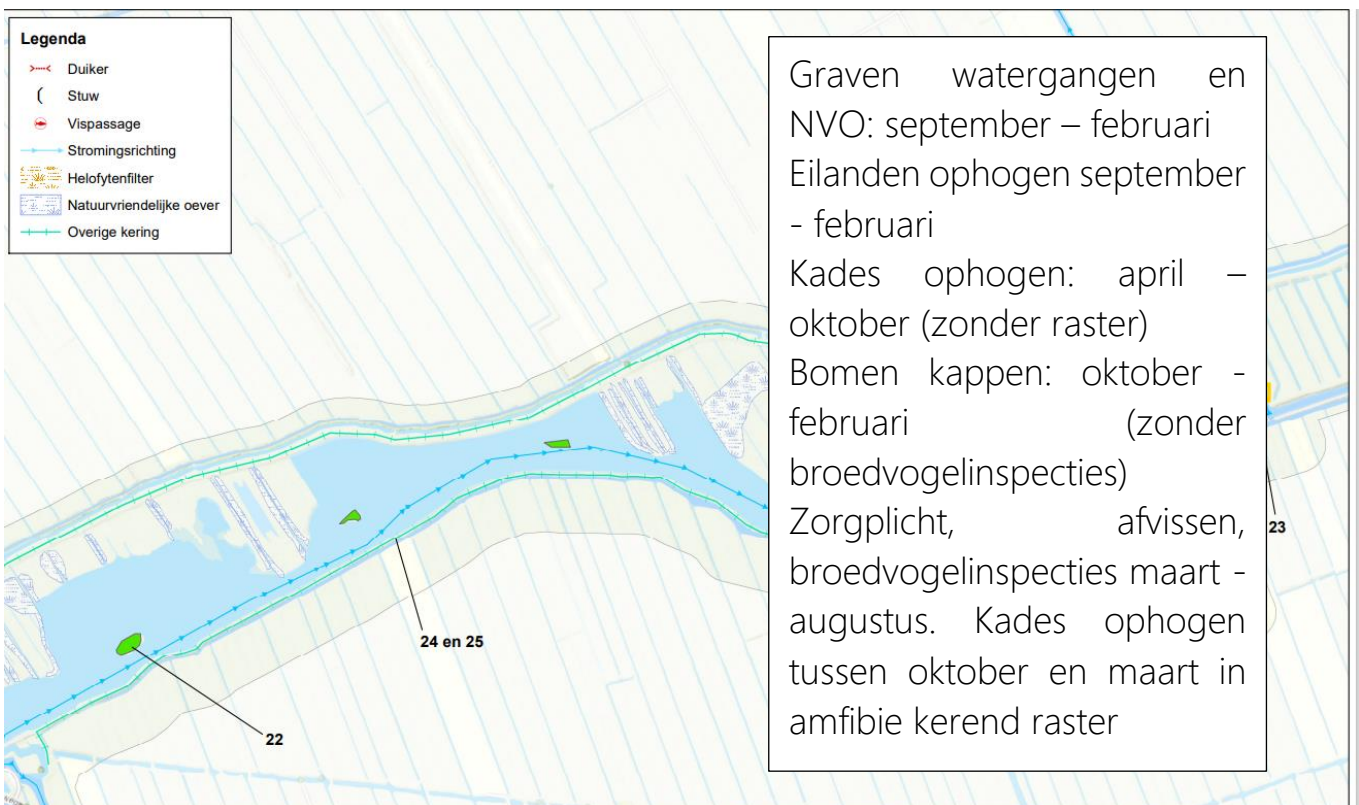 Legenda
Duiker
Stuw
Vispassage
Stromingsrichting
Helofytenfilter
Natuurvriendelijke oever
Overige kering
Graven watergangen en
NVO: september – februari
Eilanden ophogen september
- februari
Kades ophogen: april –
oktober (zonder raster)
Bomen kappen: oktober -
februari (zonder
broedvogelinspecties)
Zorgplicht, afvissen,
broedvogelinspecties maart -
augustus. Kades ophogen
tussen oktober en maart in
amfibie kerend raster
23
24 en 25
22